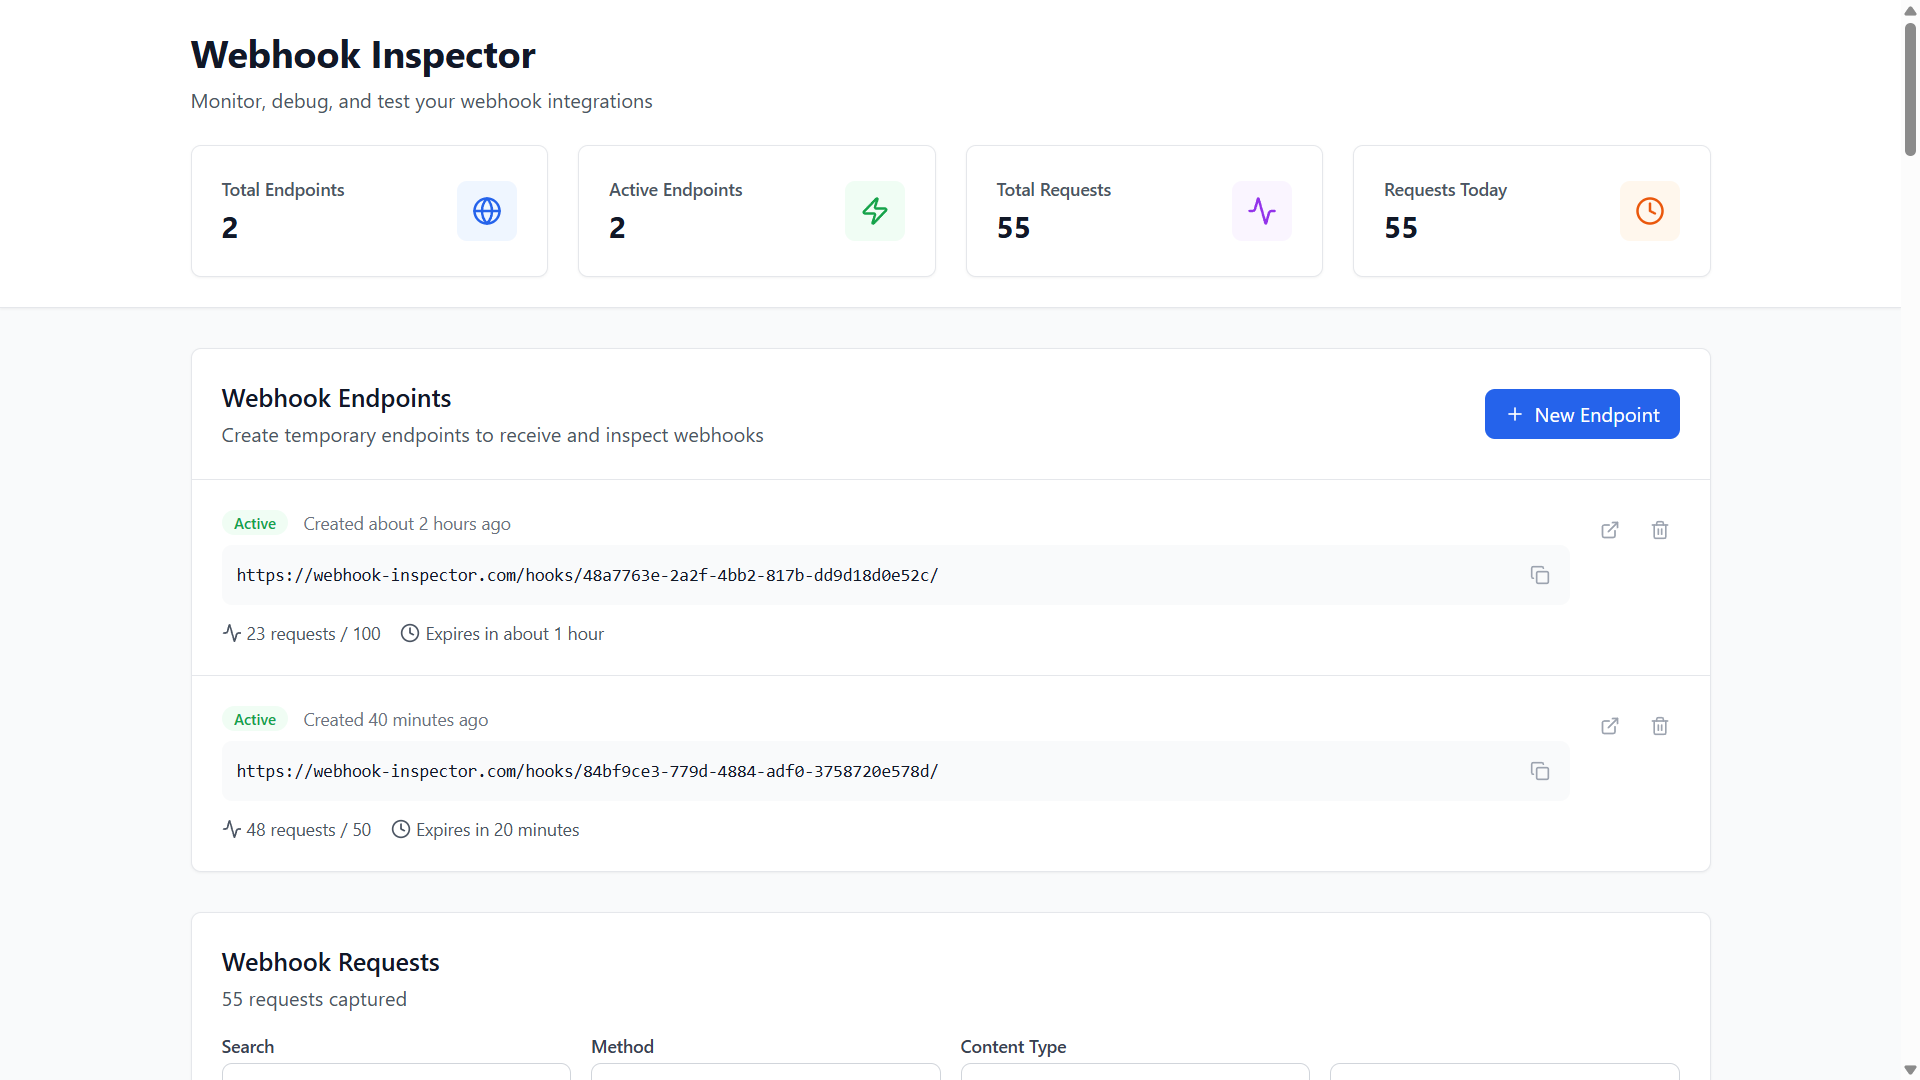 Webhook Inspector
Monitor, debug, and test your webhook integrations
Total Endpoints
2
Active Endpoints
2
Total Requests
55
Requests Today
55
Webhook Endpoints
Create temporary endpoints to receive and inspect webhooks
New Endpoint
Active Created about 2 hours ago
https://webhook-inspector.com/hooks/48a7763e-2a2f-4bb2-817b-dd9d18d0e52c/
23 requests / 100 Expires in about 1 hour
Active Created 40 minutes ago
https://webhook-inspector.com/hooks/84bf9ce3-779d-4884-adf0-3758720e578d/
48 requests / 50 Expires in 20 minutes
Webhook Requests
55 requests captured
Search Method Content Type